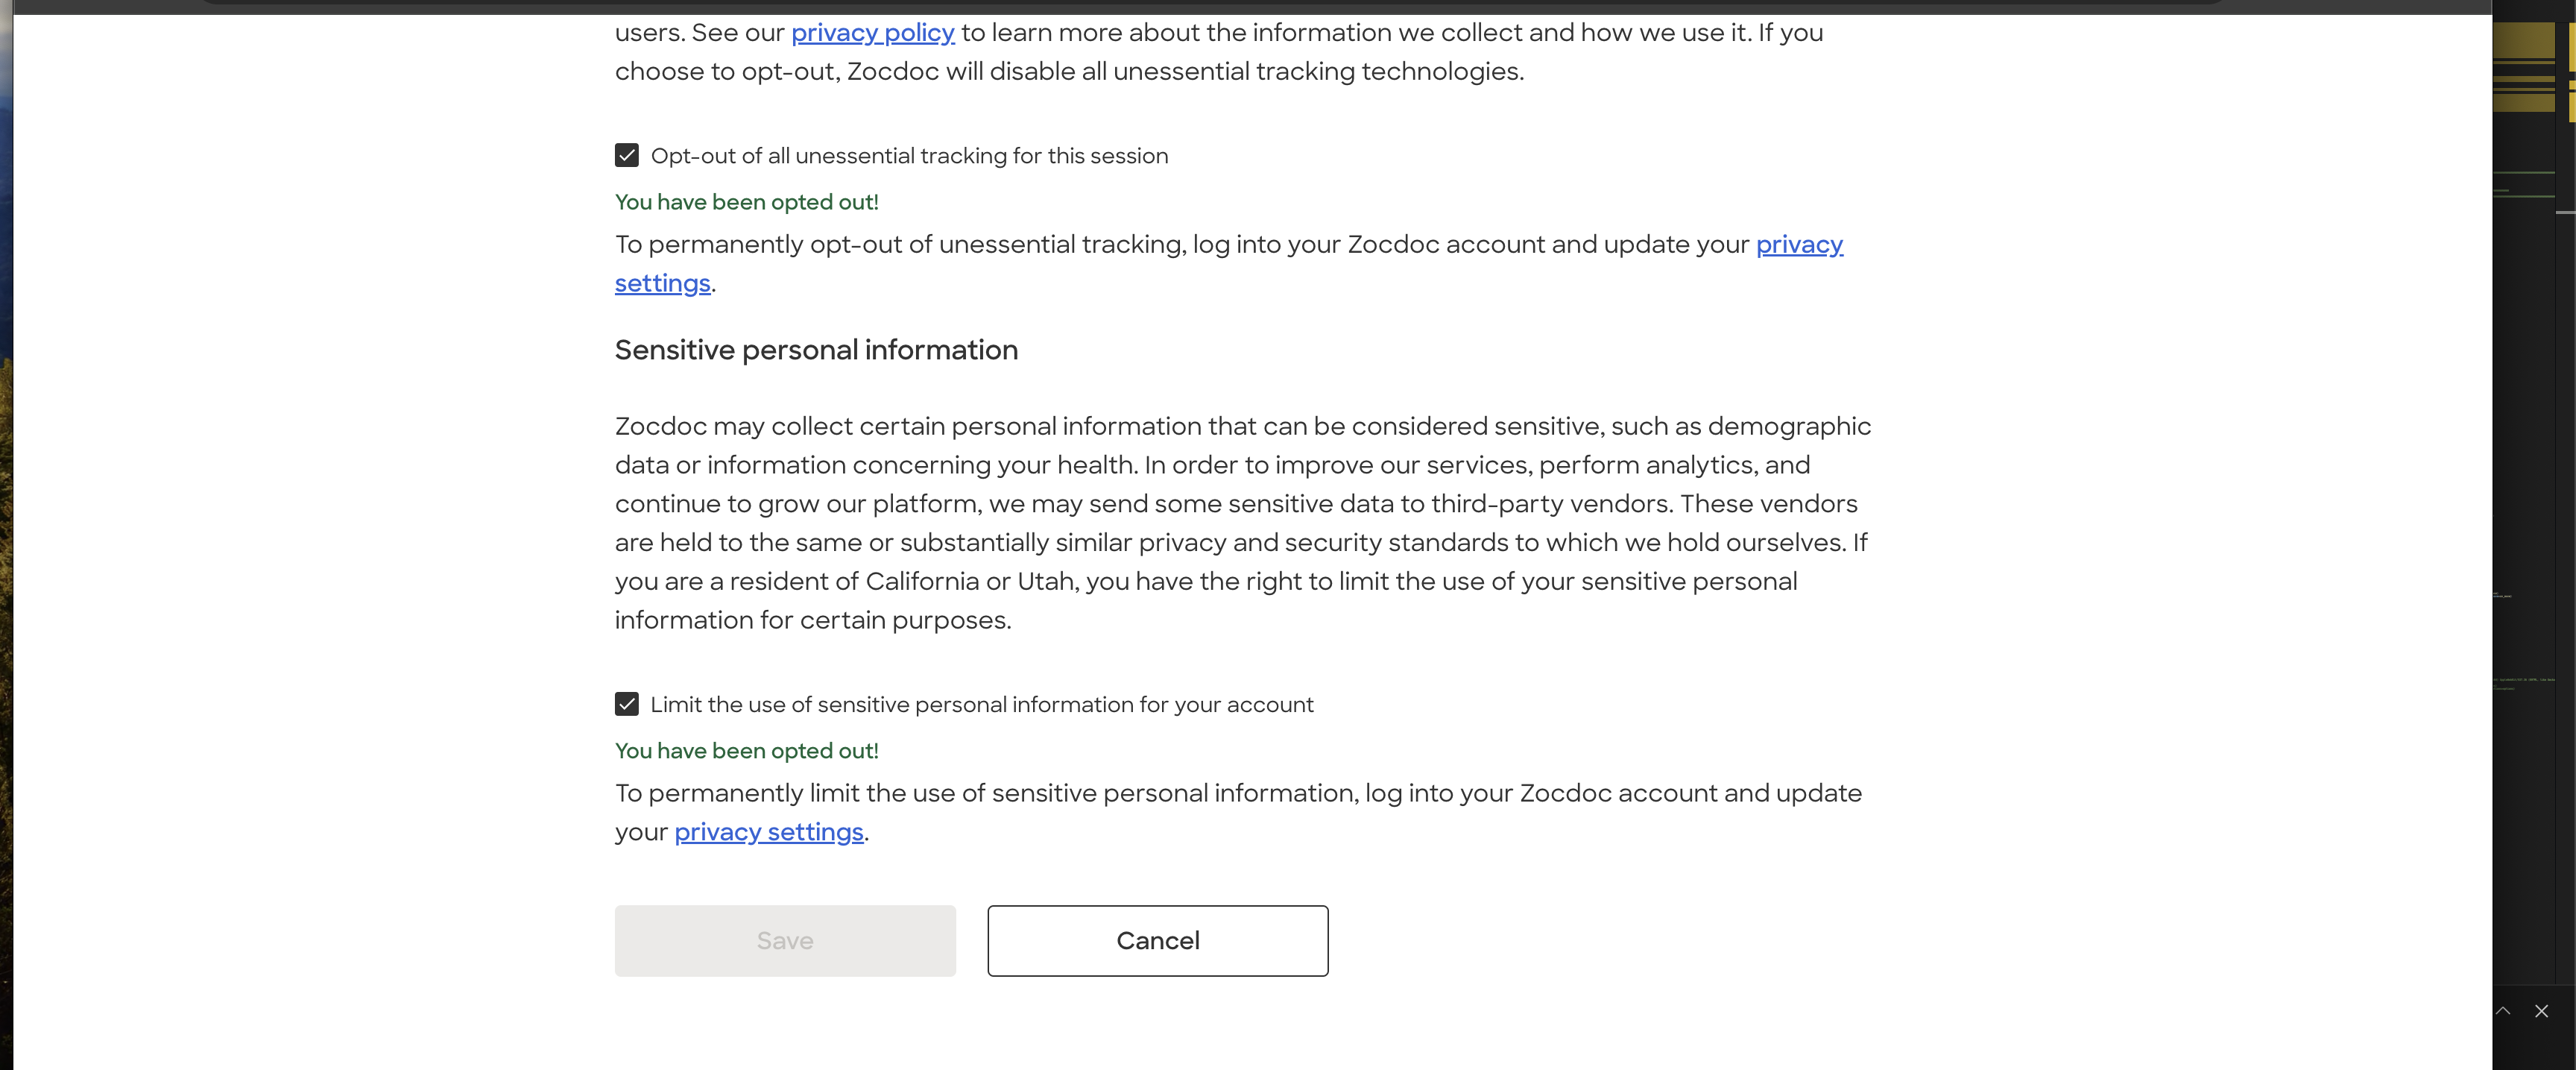 users. See our privacy policy to learn more about the information we collect and how we use it. If you
choose to opt-out, Zocdoc will disable all unessential tracking technologies.
Opt-out of all unessential tracking for this session
You have been opted out!
To permanently opt-out of unessential tracking, log into your Zocdoc account and update your privacy
settings.
Sensitive personal information
Zocdoc may collect certain personal information that can be considered sensitive, such as demographic
data or information concerning your health. In order to improve our services, perform analytics, and
continue to grow our platform, we may send some sensitive data to third-party vendors. These vendors
are held to the same or substantially similar privacy and security standards to which we hold ourselves. If
you are a resident of California or Utah, you have the right to limit the use of your sensitive personal
information for certain purposes.
Limit the use of sensitive personal information for your account
You have been opted out!
To permanently limit the use of sensitive personal information, log into your Zocdoc account and update
your privacy settings.
Save
Cancel